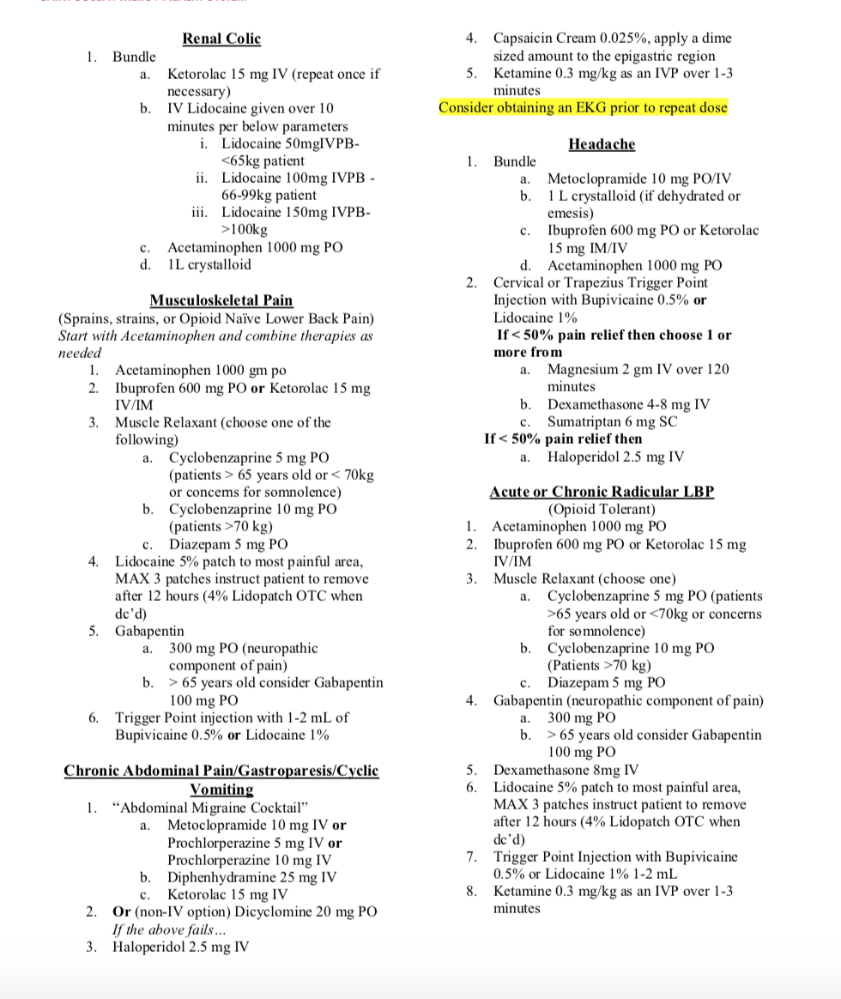 Renal Colic
1. Bundle
a. Ketorolac 15 mg IV (repeat once if
necessary)
b. IV Lidocaine given over 10
minutes per below parameters
i. Lidocaine 50mgIVPB-
<65kg patient
ii. Lidocaine 100mg IVPB -
66-99kg patient
iii. Lidocaine 150mg IVPB-
>100kg
c. Acetaminophen 1000 mg PO
d. 1L crystalloid
Musculoskeletal Pain
(Sprains, strains, or Opioid Naïve Lower Back Pain)
Start with Acetaminophen and combine therapies as
needed
1. Acetaminophen 1000 gm po
2. Ibuprofen 600 mg PO or Ketorolac 15 mg
IV/IM
3. Muscle Relaxant (choose one of the
following)
a. Cyclobenzaprine 5 mg PO
(patients > 65 years old or < 70kg
or concerns for somnolence)
b. Cyclobenzaprine 10 mg PO
(patients >70 kg)
c. Diazepam 5 mg PO
4. Lidocaine 5% patch to most painful area,
MAX 3 patches instruct patient to remove
after 12 hours (4% Lidopatch OTC when
dc’d)
5. Gabapentin
a. 300 mg PO (neuropathic
component of pain)
b. > 65 years old consider Gabapentin
100 mg PO
6. Trigger Point injection with 1-2 mL of
Bupivicaine 0.5% or Lidocaine 1%
Chronic Abdominal Pain/Gastroparesis/Cyclic
Vomiting
1. “Abdominal Migraine Cocktail”
a. Metoclopramide 10 mg IV or
Prochlorperazine 5 mg IV or
Prochlorperazine 10 mg IV
b. Diphenhydramine 25 mg IV
c. Ketorolac 15 mg IV
2. Or (non-IV option) Dicyclomine 20 mg PO
If the above fails…
3. Haloperidol 2.5 mg IV
4. Capsaicin Cream 0.025%, apply a dime
sized amount to the epigastric region
5. Ketamine 0.3 mg/kg as an IVP over 1-3
minutes
Consider obtaining an EKG prior to repeat dose
Headache
1. Bundle
a. Metoclopramide 10 mg PO/IV
b. 1 L crystalloid (if dehydrated or
emesis)
c. Ibuprofen 600 mg PO or Ketorolac
15 mg IM/IV
d. Acetaminophen 1000 mg PO
2. Cervical or Trapezius Trigger Point
Injection with Bupivicaine 0.5% or
Lidocaine 1%
If < 50% pain relief then choose 1 or
more from
a. Magnesium 2 gm IV over 120
minutes
b. Dexamethasone 4-8 mg IV
c. Sumatriptan 6 mg SC
If < 50% pain relief then
a. Haloperidol 2.5 mg IV
Acute or Chronic Radicular LBP
(Opioid Tolerant)
1. Acetaminophen 1000 mg PO
2. Ibuprofen 600 mg PO or Ketorolac 15 mg
IV/IM
3. Muscle Relaxant (choose one)
a. Cyclobenzaprine 5 mg PO (patients
>65 years old or <70kg or concerns
for somnolence)
b. Cyclobenzaprine 10 mg PO
(Patients >70 kg)
c. Diazepam 5 mg PO
4. Gabapentin (neuropathic component of pain)
a. 300 mg PO
b. > 65 years old consider Gabapentin
100 mg PO
5. Dexamethasone 8mg IV
6. Lidocaine 5% patch to most painful area,
MAX 3 patches instruct patient to remove
after 12 hours (4% Lidopatch OTC when
dc’d)
7. Trigger Point Injection with Bupivicaine
0.5% or Lidocaine 1% 1-2 mL
8. Ketamine 0.3 mg/kg as an IVP over 1-3
minutes